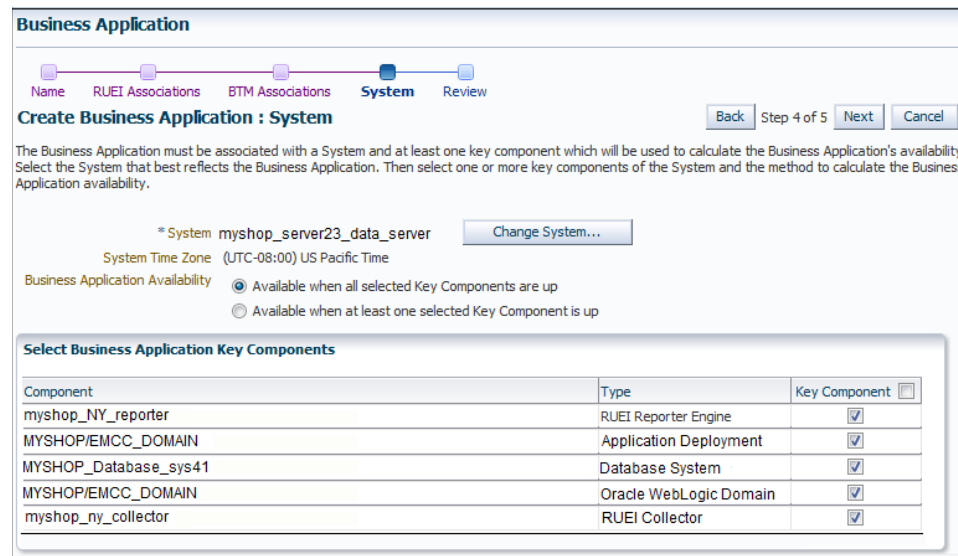 Business Application
Name RUEI Associations BTM Associations System Review
Create Business Application : System
Back Step 4 of 5 Next Cancel
The Business Application must be associated with a System and at least one key component which will be used to calculate the Business Application's availability
Select the System that best reflects the Business Application. Then select one or more key components of the System and the method to calculate the Busines
Application availability.
* System myshop_server23_data_server Change System...
System Time Zone (UTC-08:00) US Pacific Time
Business Application Availability Available when all selected Key Components are up
Available when at least one selected Key Component is up
Select Business Application Key Components
Component Type Key Component
myshop_NY_reporter RUEI Reporter Engine
MYSHOP/EMCC_DOMAIN Application Deployment
MYSHOP_Database_sys41 Database System
MYSHOP/EMCC_DOMAIN Oracle WebLogic Domain
myshop_ny_collector RUEI Collector